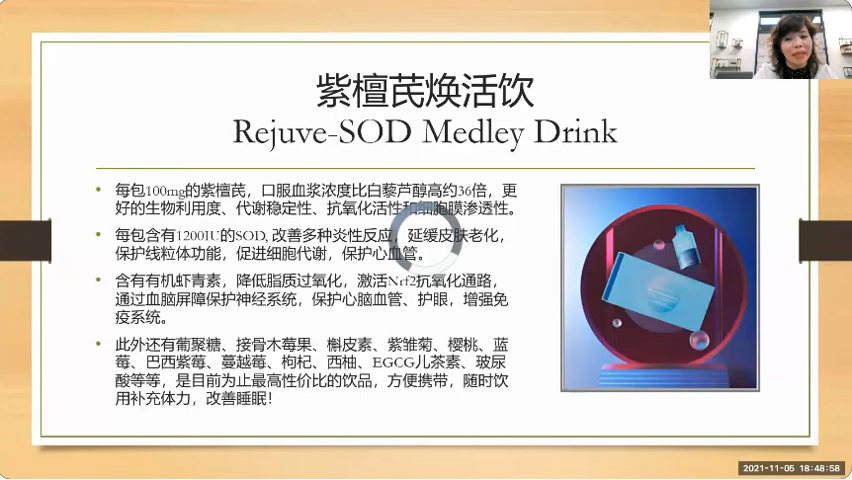 紫檀芪焕活饮
Rejuve-SOD Medley Drink
• 每包100mg的紫檀芪，口服血浆浓度比白藜芦醇高约36倍，更
好的生物利用度、代谢稳定性、抗氧化活性和细胞膜渗透性。
• 每包含有1200IU的SOD, 改善多种炎性反应，延缓皮肤老化，
保护线粒体功能，促进细胞代谢，保护心血管。
• 含有有机虾青素，降低脂质过氧化，激活Nrf2抗氧化通路，
通过血脑屏障保护神经系统，保护心脑血管、护眼，增强免
疫系统。
• 此外还有葡聚糖、接骨木莓果、槲皮素、紫雏菊、樱桃、蓝
莓、巴西紫莓、蔓越莓、枸杞、西柚、EGCG儿茶素、玻尿
酸等等，是目前为止最高性价比的饮品，方便携带，随时饮
用补充体力，改善睡眠！
2021-11-05 18:48:58